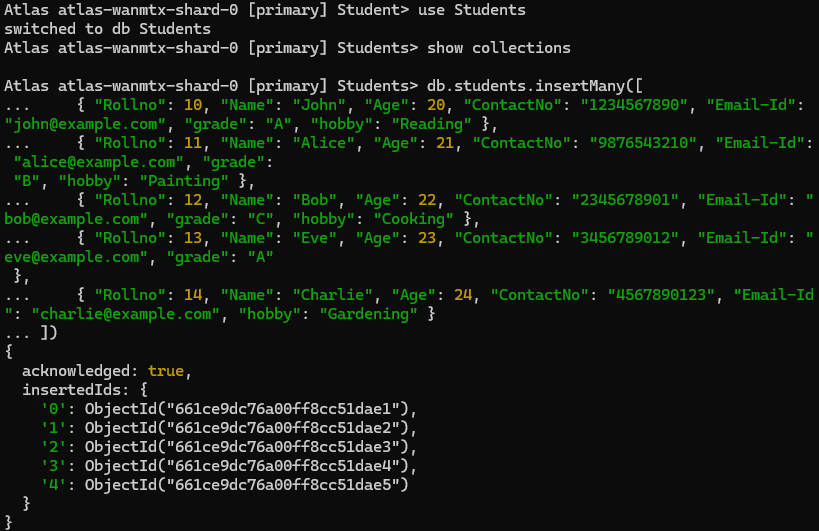 Atlas atlas-wanmtx-shard-0 [primary] Student> use Students
switched to db Students
Atlas atlas-wanmtx-shard-0 [primary] Students> show collections

Atlas atlas-wanmtx-shard-0 [primary] Students> db.students.insertMany([
...     { "Rollno": 10, "Name": "John", "Age": 20, "ContactNo": "1234567890", "Email-Id":
"john@example.com", "grade": "A", "hobby": "Reading" },
...     { "Rollno": 11, "Name": "Alice", "Age": 21, "ContactNo": "9876543210", "Email-Id":
 "alice@example.com", "grade":
 "B", "hobby": "Painting" },
...     { "Rollno": 12, "Name": "Bob", "Age": 22, "ContactNo": "2345678901", "Email-Id": "
bob@example.com", "grade": "C", "hobby": "Cooking" },
...     { "Rollno": 13, "Name": "Eve", "Age": 23, "ContactNo": "3456789012", "Email-Id": "
eve@example.com", "grade": "A"
 },
...     { "Rollno": 14, "Name": "Charlie", "Age": 24, "ContactNo": "4567890123", "Email-Id
": "charlie@example.com", "hobby": "Gardening" }
... ])
{
  acknowledged: true,
  insertedIds: {
    '0': ObjectId("661ce9dc76a00ff8cc51dae1"),
    '1': ObjectId("661ce9dc76a00ff8cc51dae2"),
    '2': ObjectId("661ce9dc76a00ff8cc51dae3"),
    '3': ObjectId("661ce9dc76a00ff8cc51dae4"),
    '4': ObjectId("661ce9dc76a00ff8cc51dae5")
  }
}